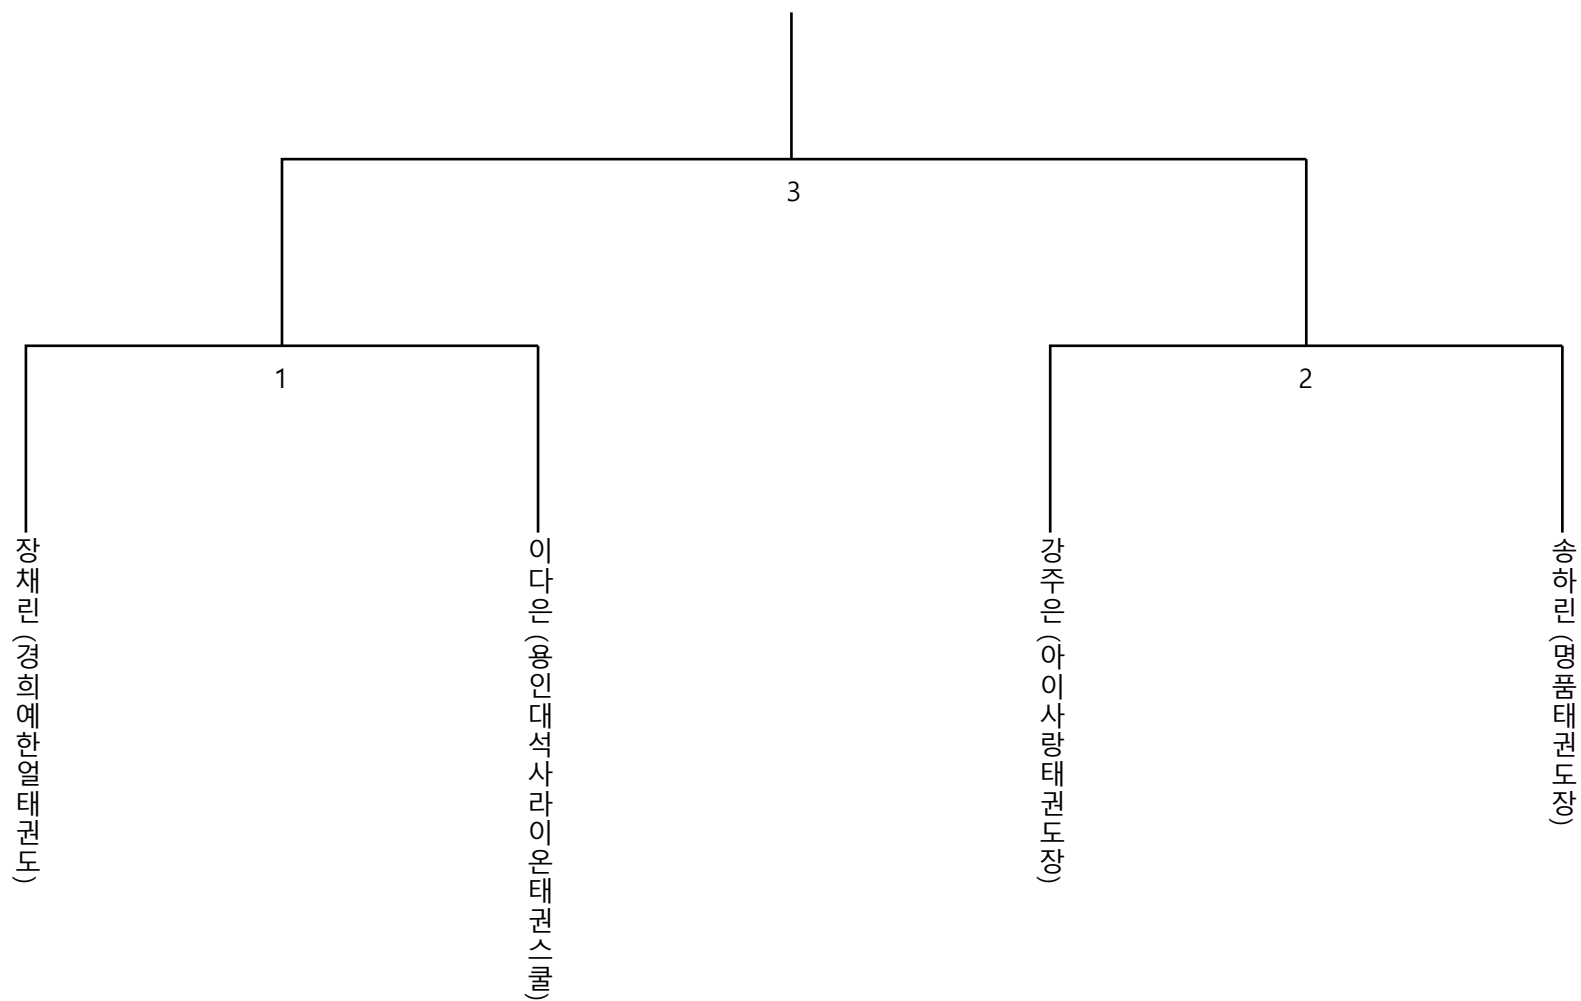 3
1
2
장채린 (경희예한얼태권도)
이다은 (용인대석사라이온태권스쿨)
강주은 (아이사랑태권도장)
송하린 (명품태권도장)